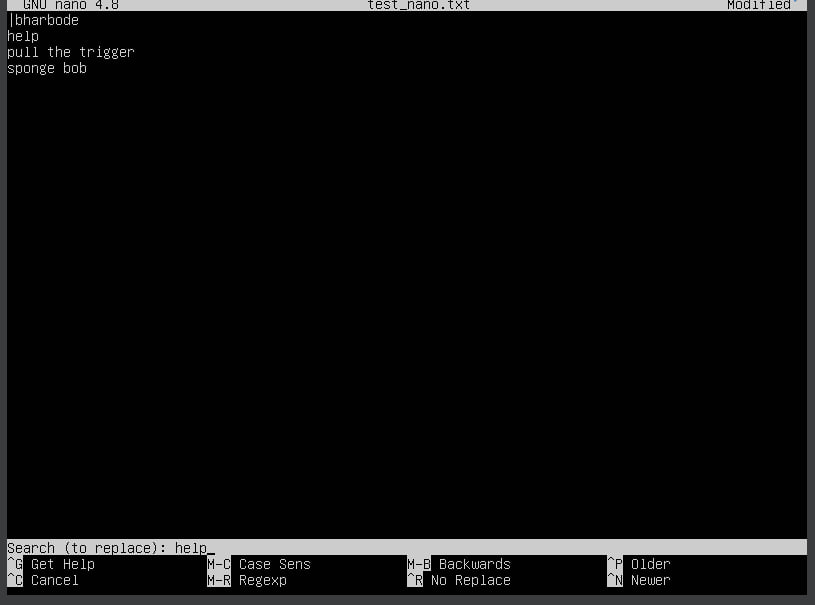 GNU nano 4.8 test_nano.txt Modified
|bharbode
help
pull the trigger
sponge bob
Search (to replace): help_
^G Get Help M-C Case Sens M-B Backwards ^P Older
^C Cancel M-R Regexp ^R No Replace ^N Newer